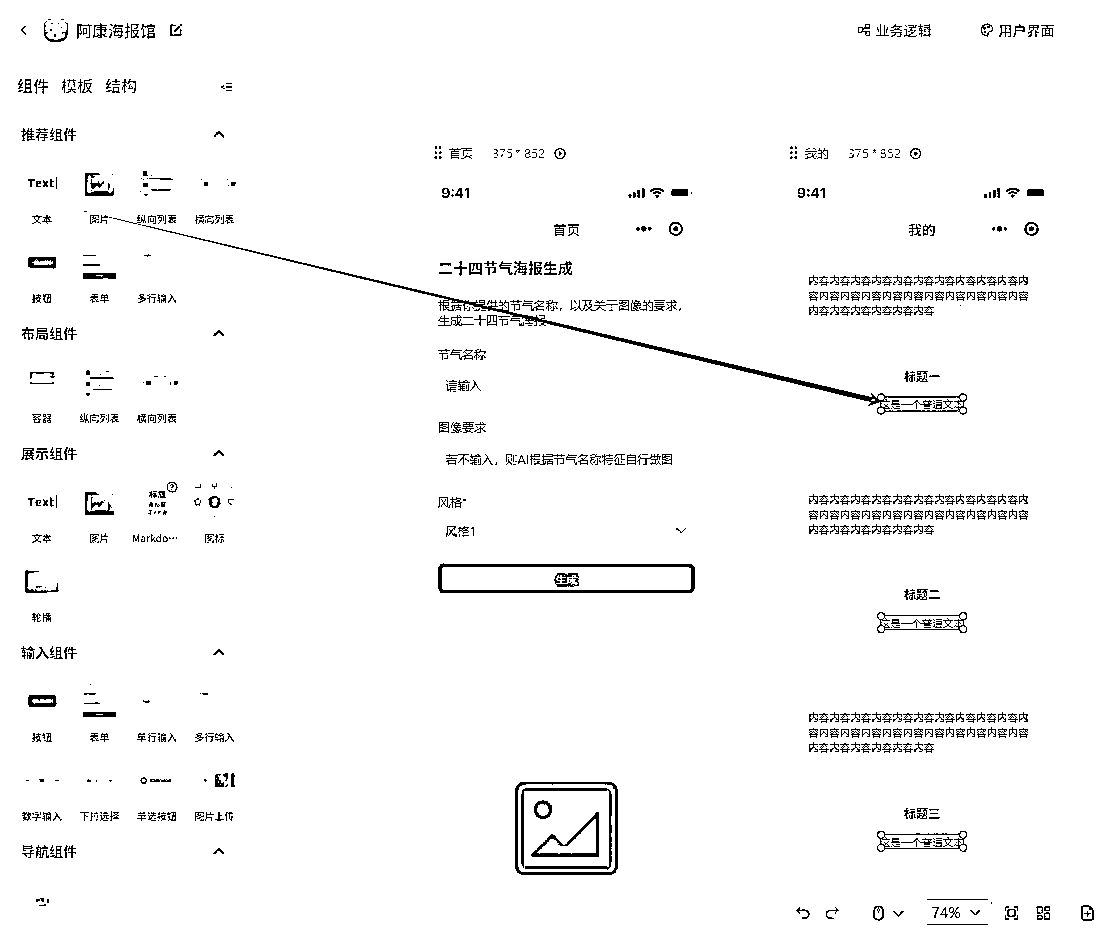 阿康海报馆
业务逻辑
用户界面
组件 模板 结构
推荐组件
Text
文本 图片 纵向列表 横向列表
按钮 表单 多行输入
布局组件
容器 纵向列表 横向列表
展示组件
Text 标题
文本 图片 Markdo··· 图标
轮播
输入组件
按钮 表单 单行输入 多行输入
数字输入 下拉选择 单选按钮 图片上传
导航组件
首页 375 * 852
9:41
首页
二十四节气海报生成
根据你提供的节气名称，以及关于图像的要求，
生成二十四节气海报
节气名称
请输入
图像要求
若不输入，则AI根据节气名称特征自行做图
风格*
风格1
生成
我的 375 * 852
9:41
我的
内容内容内容内容内容内容内容内容内容内容内
容内容内容内容内容内容内容内容内容内容内容
内容内容内容内容内容内容
标题一
这是一个普通文本
内容内容内容内容内容内容内容内容内容内容内
容内容内容内容内容内容内容内容内容内容内容
内容内容内容内容内容内容
标题二
这是一个普通文本
内容内容内容内容内容内容内容内容内容内容内
容内容内容内容内容内容内容内容内容内容内容
内容内容内容内容内容内容
标题三
这是一个普通文本
74%